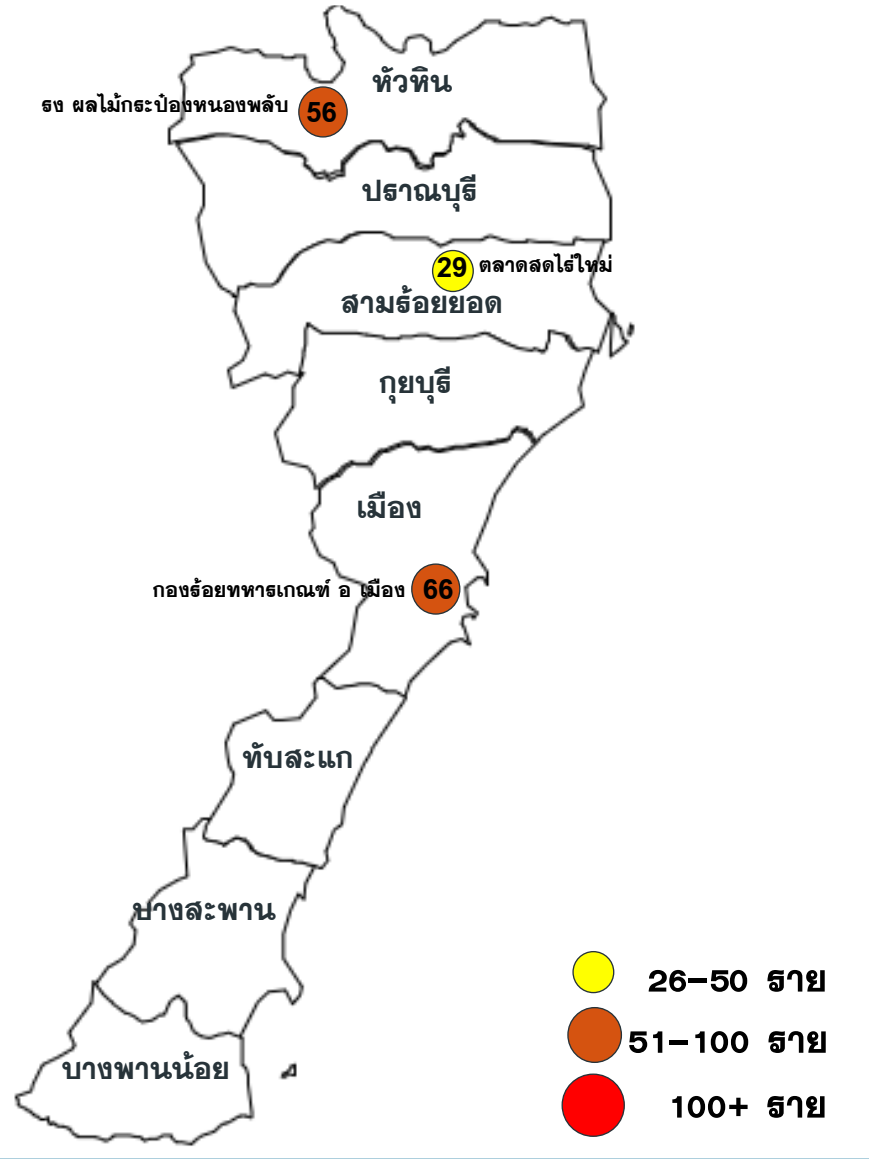 หัวหิน
รง ผลไม้กระป๋องหนองพลับ 56
ปราณบุรี
29 ตลาดสดไร่ใหม่
สามร้อยยอด
กุยบุรี
เมือง
กองร้อยทหารเกณฑ์ อ เมือง 66
ทับสะแก
บางสะพาน
บางพานน้อย
26-50 ราย
51-100 ราย
100+ ราย